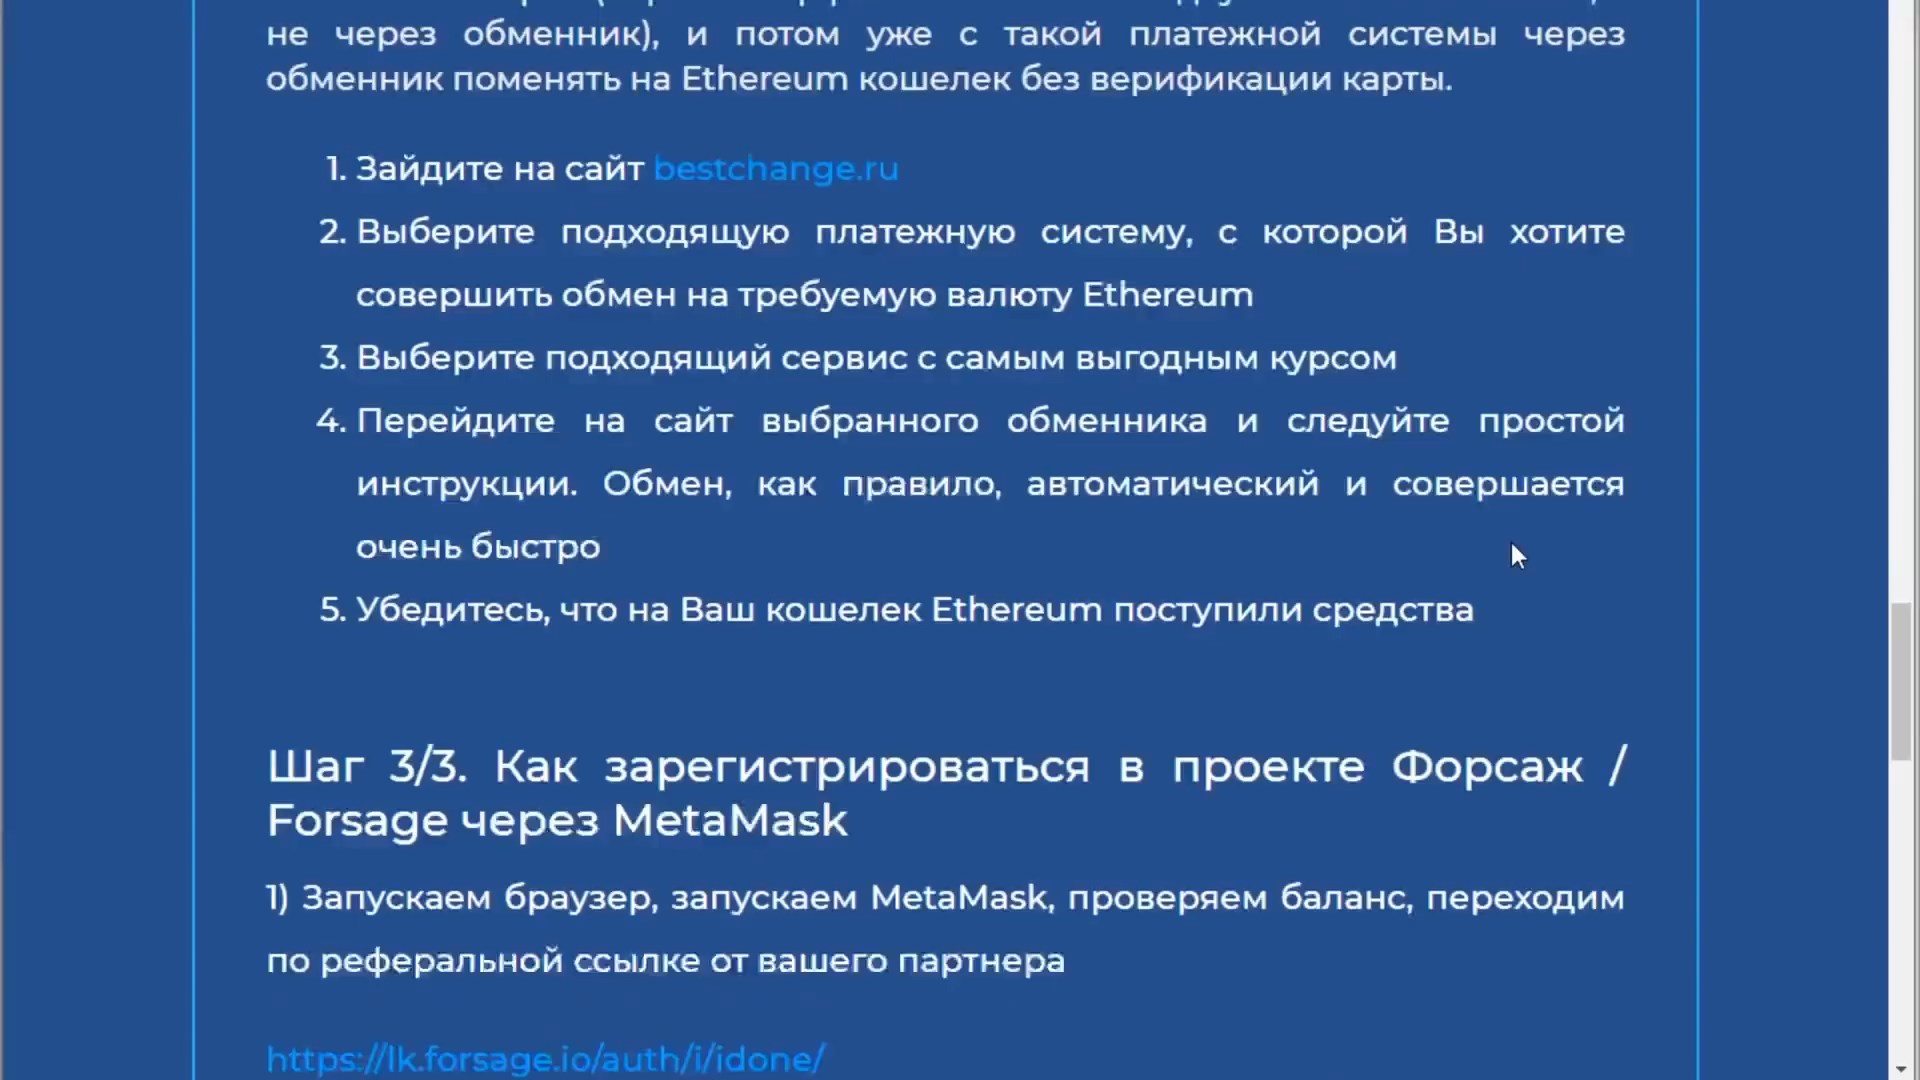 не через обменник), и потом уже с такой платежной системы через
обменник поменять на Ethereum кошелек без верификации карты.
1. Зайдите на сайт bestchange.ru
2. Выберите подходящую платежную систему, с которой Вы хотите
совершить обмен на требуемую валюту Ethereum
3. Выберите подходящий сервис с самым выгодным курсом
4. Перейдите на сайт выбранного обменника и следуйте простой
инструкции. Обмен, как правило, автоматический и совершается
очень быстро
5. Убедитесь, что на Ваш кошелек Ethereum поступили средства
Шаг 3/3. Как зарегистрироваться в проекте Форсаж /
Forsage через MetaMask
1) Запускаем браузер, запускаем MetaMask, проверяем баланс, переходим
по реферальной ссылке от вашего партнера
https://lk.forsage.io/auth/i/idone/